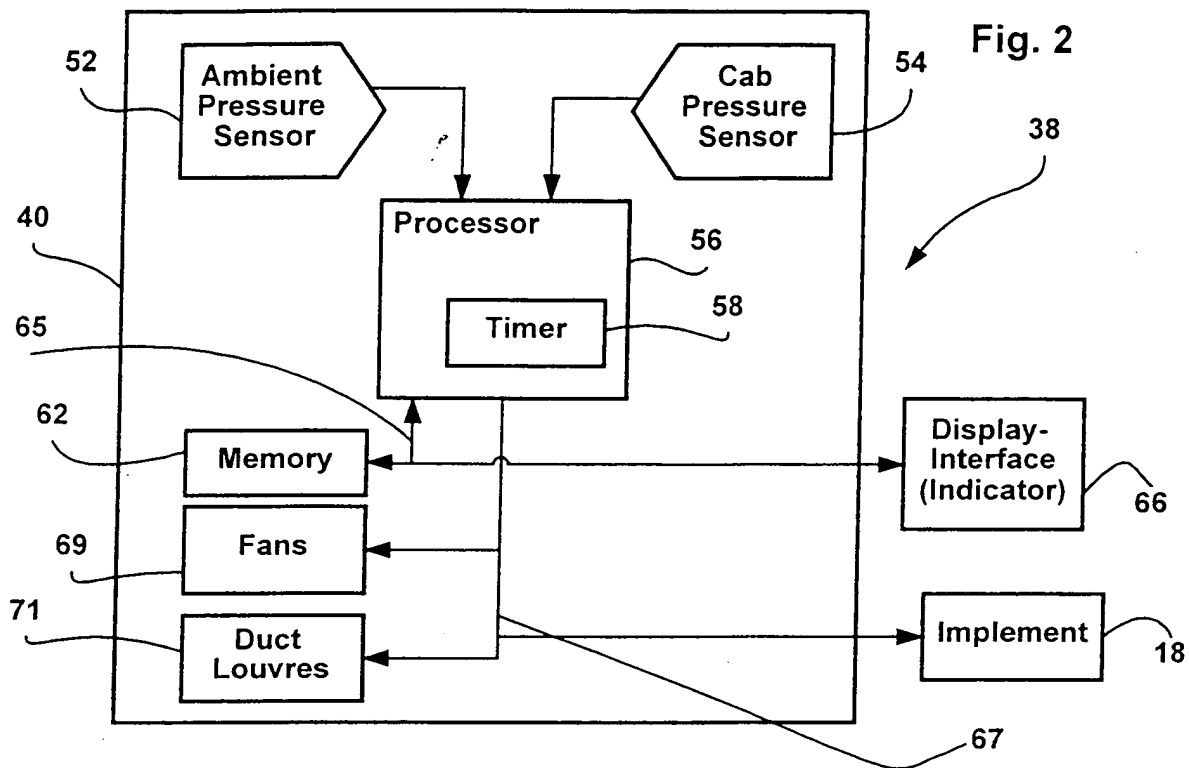 Fig. 2
52
Ambient
Pressure
Sensor
Cab
Pressure
Sensor
54
38
40
Processor
56
Timer
58
65
62
Memory
Display-
Interface
(Indicator)
66
69
Fans
71
Duct
Louvres
Implement
18
67